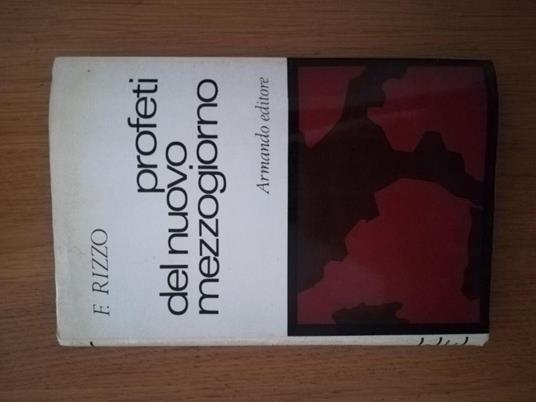 F. RIZZO
profeti
del nuovo
mezzogiorno
Armando editore